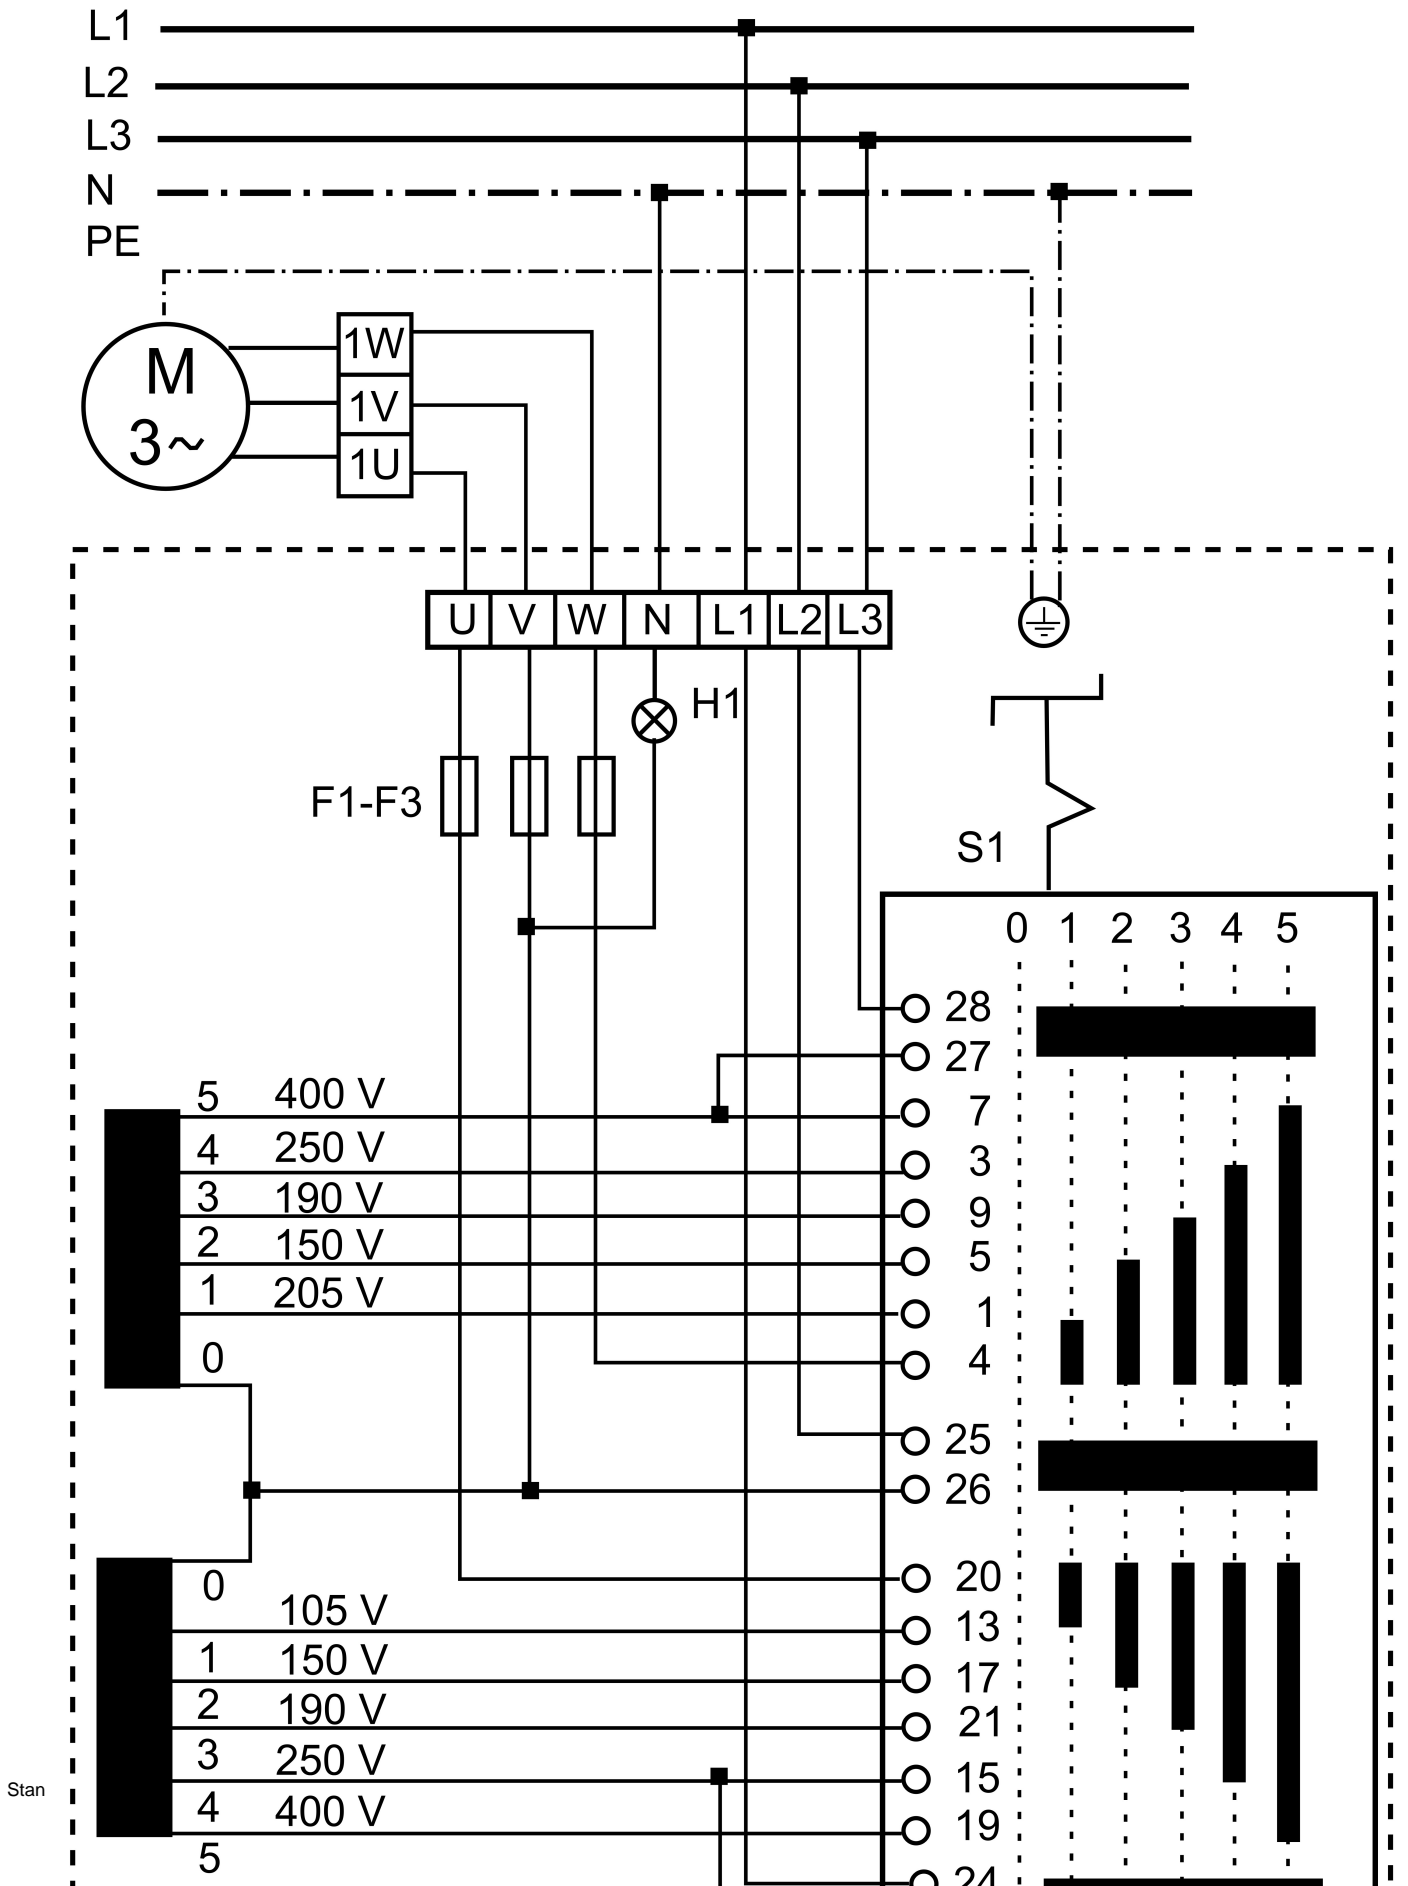 L1
L2
L3
N
PE
M
3~
1W
1V
1U
U V W N L1 L2 L3
H1
F1-F3
S1
0 1 2 3 4 5
28
27
5 400 V 7
4 250 V 3
3 190 V 9
2 150 V 5
1 205 V 1
0 4
25
26
20
0
105 V 13
1 150 V 17
2 190 V 21
3 250 V 15
Stan
4 400 V 19
5
24